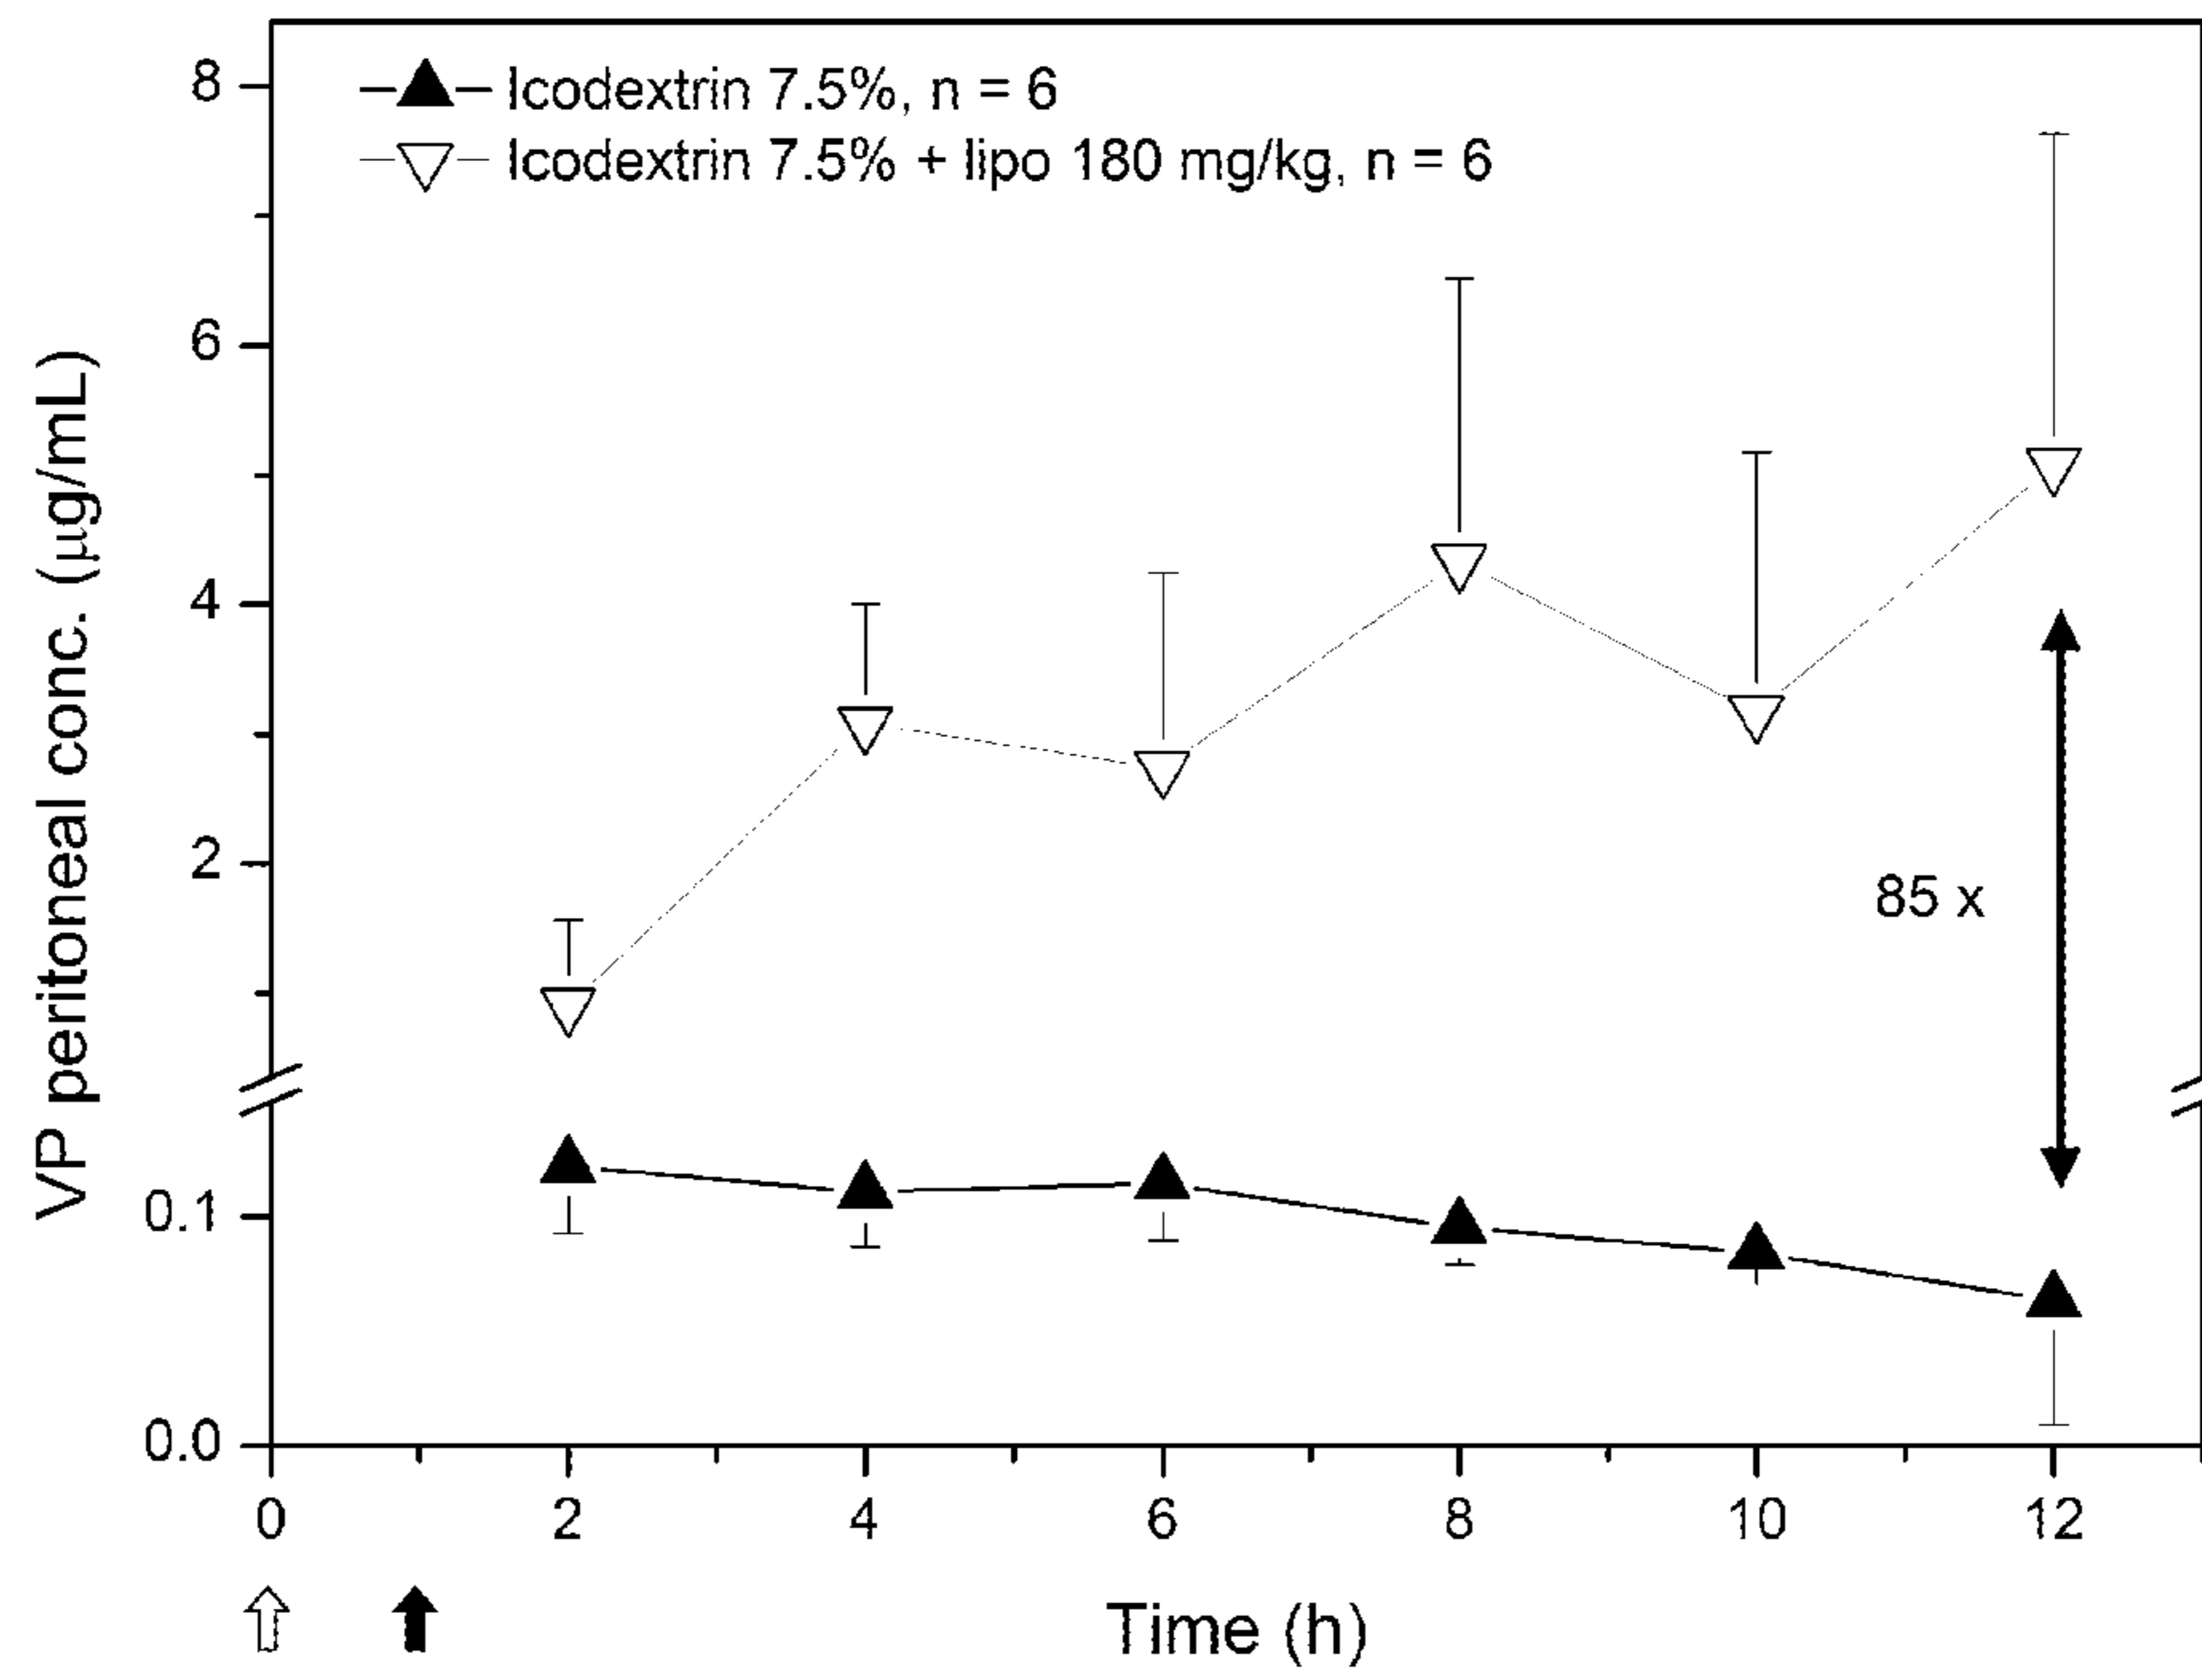 Icodextrin 7.5%, n = 6
Icodextrin 7.5% + lipo 180 mg/kg, n = 6
VP peritoneal conc. (μg/mL)
8
6
4
2
0.1
0.0
85 x
0 2 4 6 8 10 12
Time (h)